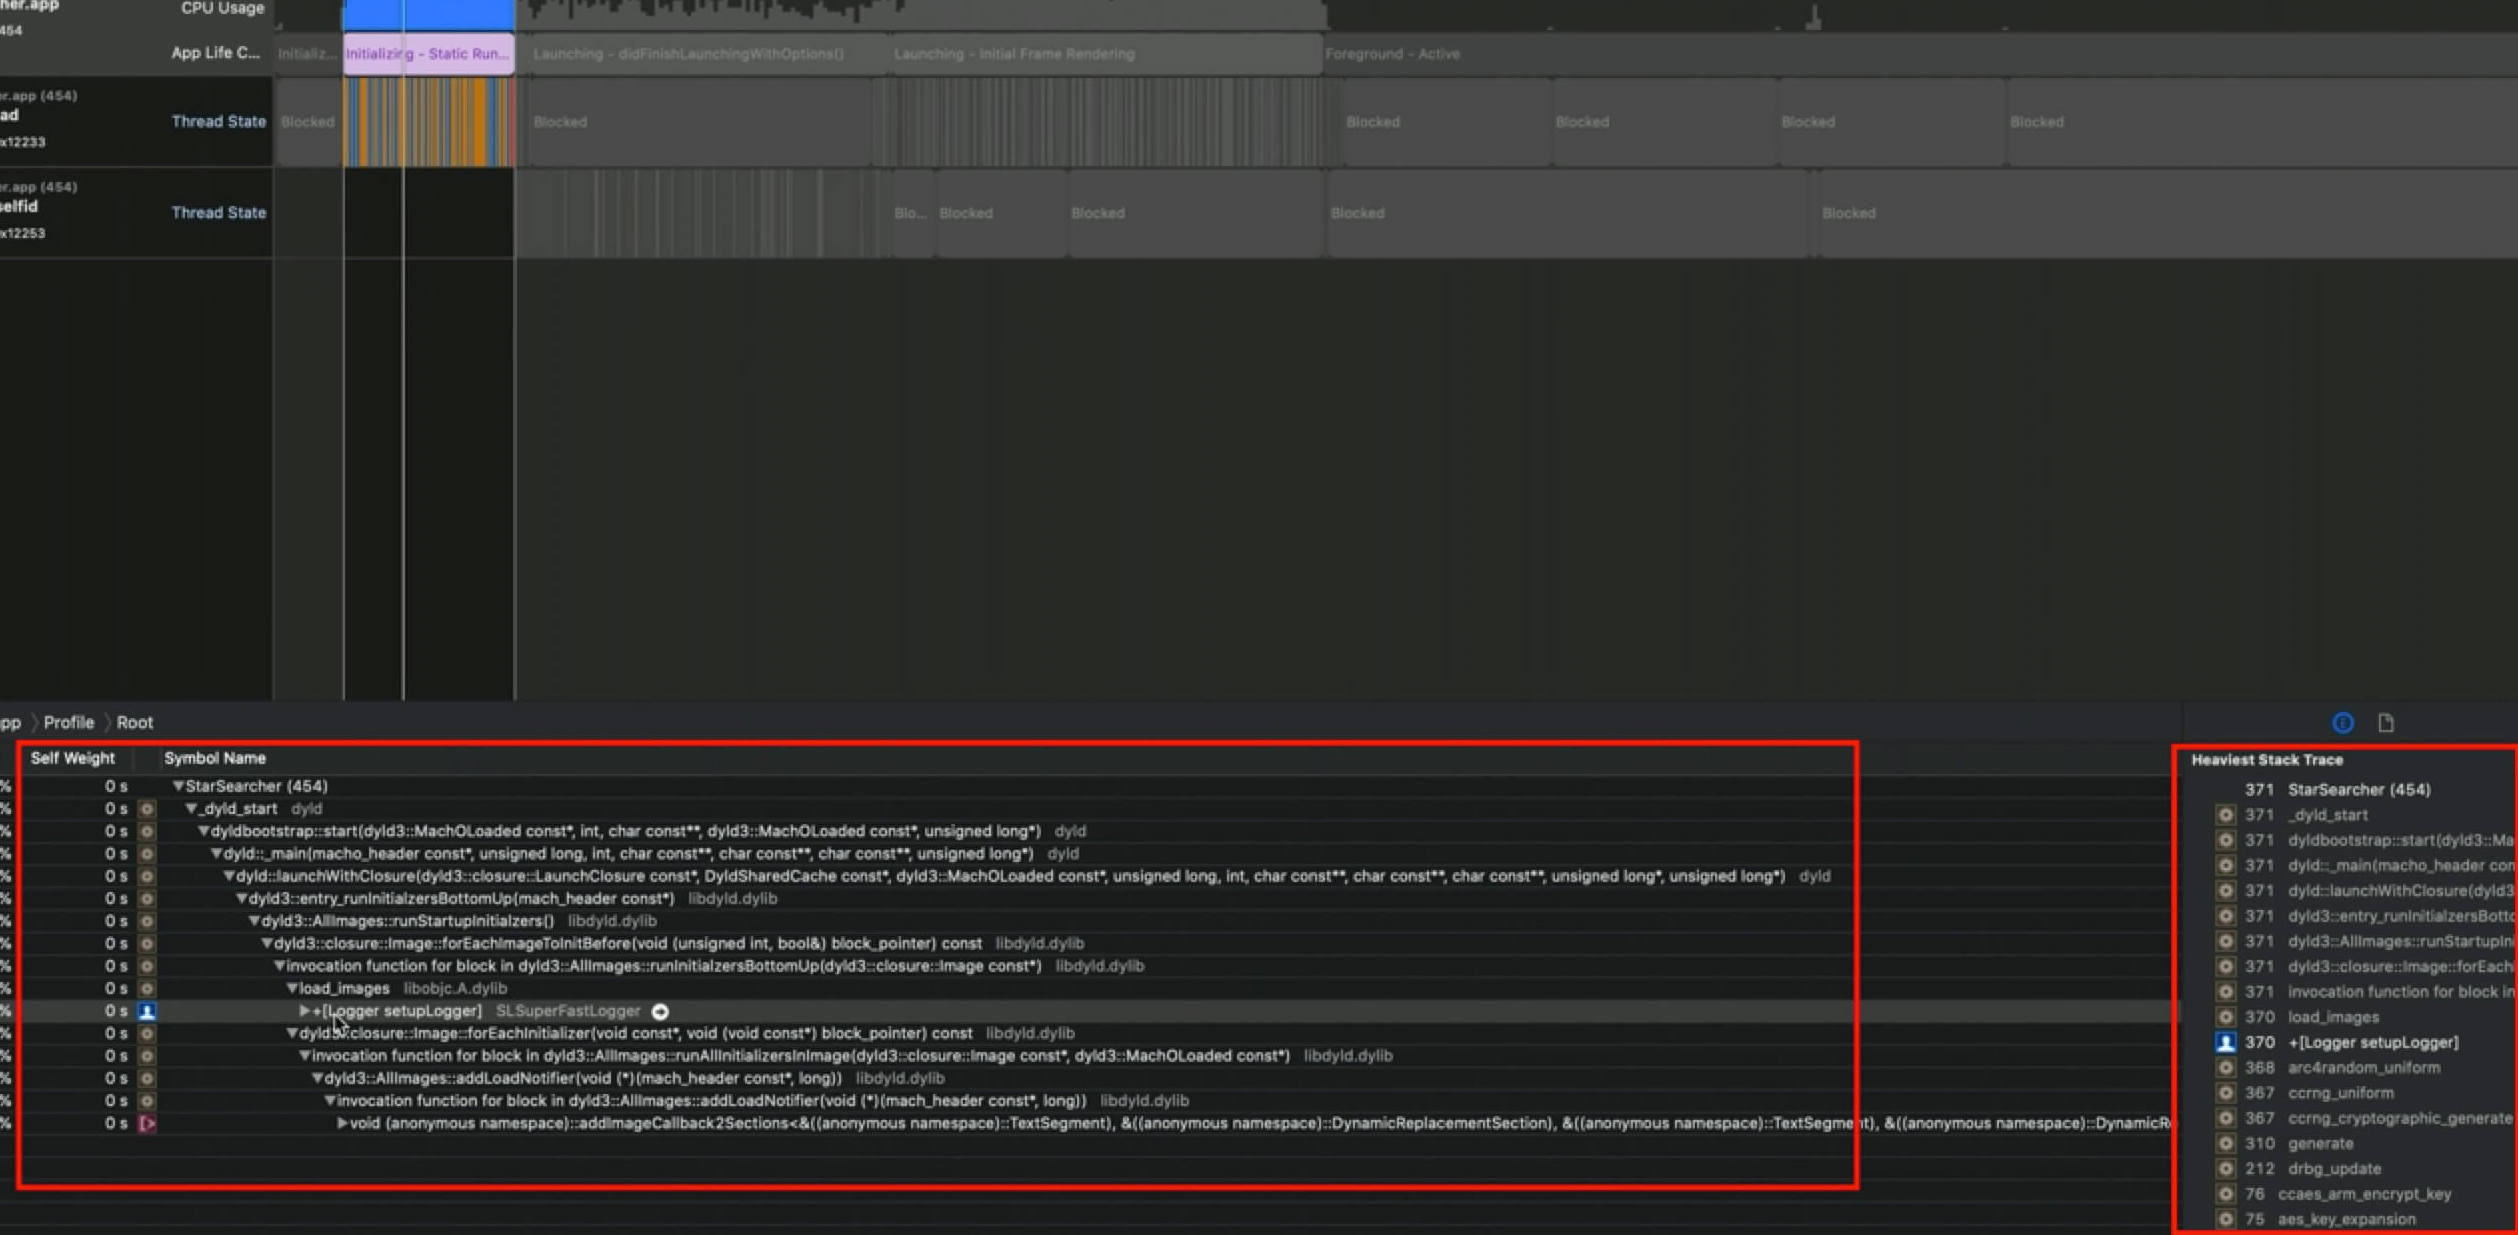 her.app
CPU Usage
454
App Life C...
Initializ...
Initializing - Static Run...
Launching - didFinishLaunchingWithOptions()
Launching - Initial Frame Rendering
Foreground - Active
er.app (454)
ad
x12233
Thread State
Blocked
Blocked
Blocked
Blocked
Blocked
Blocked
er.app (454)
selfid
x12253
Thread State
Blo...
Blocked
Blocked
Blocked
Blocked
pp 〉Profile 〉Root
Self Weight
Symbol Name
% 0 s ▼StarSearcher (454)
% 0 s ▼_dyld_start dyld
% 0 s ▼dyldbootstrap::start(dyld3::MachOLoaded const*, int, char const**, dyld3::MachOLoaded const*, unsigned long*) dyld
% 0 s ▼dyld::_main(macho_header const*, unsigned long, int, char const**, char const**, char const**, unsigned long*) dyld
% 0 s ▼dyld::launchWithClosure(dyld3::closure::LaunchClosure const*, DyldSharedCache const*, dyld3::MachOLoaded const*, unsigned long, int, char const**, char const**, char const**, unsigned long*, unsigned long*) dyld
% 0 s ▼dyld3::entry_runInitialzersBottomUp(mach_header const*) libdyld.dylib
% 0 s ▼dyld3::AllImages::runStartupInitialzers() libdyld.dylib
% 0 s ▼dyld3::closure::Image::forEachImageToInitBefore(void (unsigned int, bool&) block_pointer) const libdyld.dylib
% 0 s ▼invocation function for block in dyld3::AllImages::runInitialzersBottomUp(dyld3::closure::Image const*) libdyld.dylib
% 0 s ▼load_images libobjc.A.dylib
% 0 s ▶+[Logger setupLogger] SLSuperFastLogger
% 0 s ▼dyld3::closure::Image::forEachInitializer(void const*, void (void const*) block_pointer) const libdyld.dylib
% 0 s ▼invocation function for block in dyld3::AllImages::runAllInitializersInImage(dyld3::closure::Image const*, dyld3::MachOLoaded const*) libdyld.dylib
% 0 s ▼dyld3::AllImages::addLoadNotifier(void (*)(mach_header const*, long)) libdyld.dylib
% 0 s ▼invocation function for block in dyld3::AllImages::addLoadNotifier(void (*)(mach_header const*, long)) libdyld.dylib
% 0 s ▶void (anonymous namespace)::addImageCallback2Sections<&((anonymous namespace)::TextSegment), &((anonymous namespace)::DynamicReplacementSection), &((anonymous namespace)::TextSegment), &((anonymous namespace)::DynamicR
Heaviest Stack Trace
371 StarSearcher (454)
371 _dyld_start
371 dyldbootstrap::start(dyld3::Ma
371 dyld::_main(macho_header con
371 dyld::launchWithClosure(dyld3
371 dyld3::entry_runInitialzersBotto
371 dyld3::AllImages::runStartupIni
371 dyld3::closure::Image::forEach
371 invocation function for block in
370 load_images
370 +[Logger setupLogger]
368 arc4random_uniform
367 ccrng_uniform
367 ccrng_cryptographic_generate
310 generate
212 drbg_update
76 ccaes_arm_encrypt_key
75 aes_key_expansion